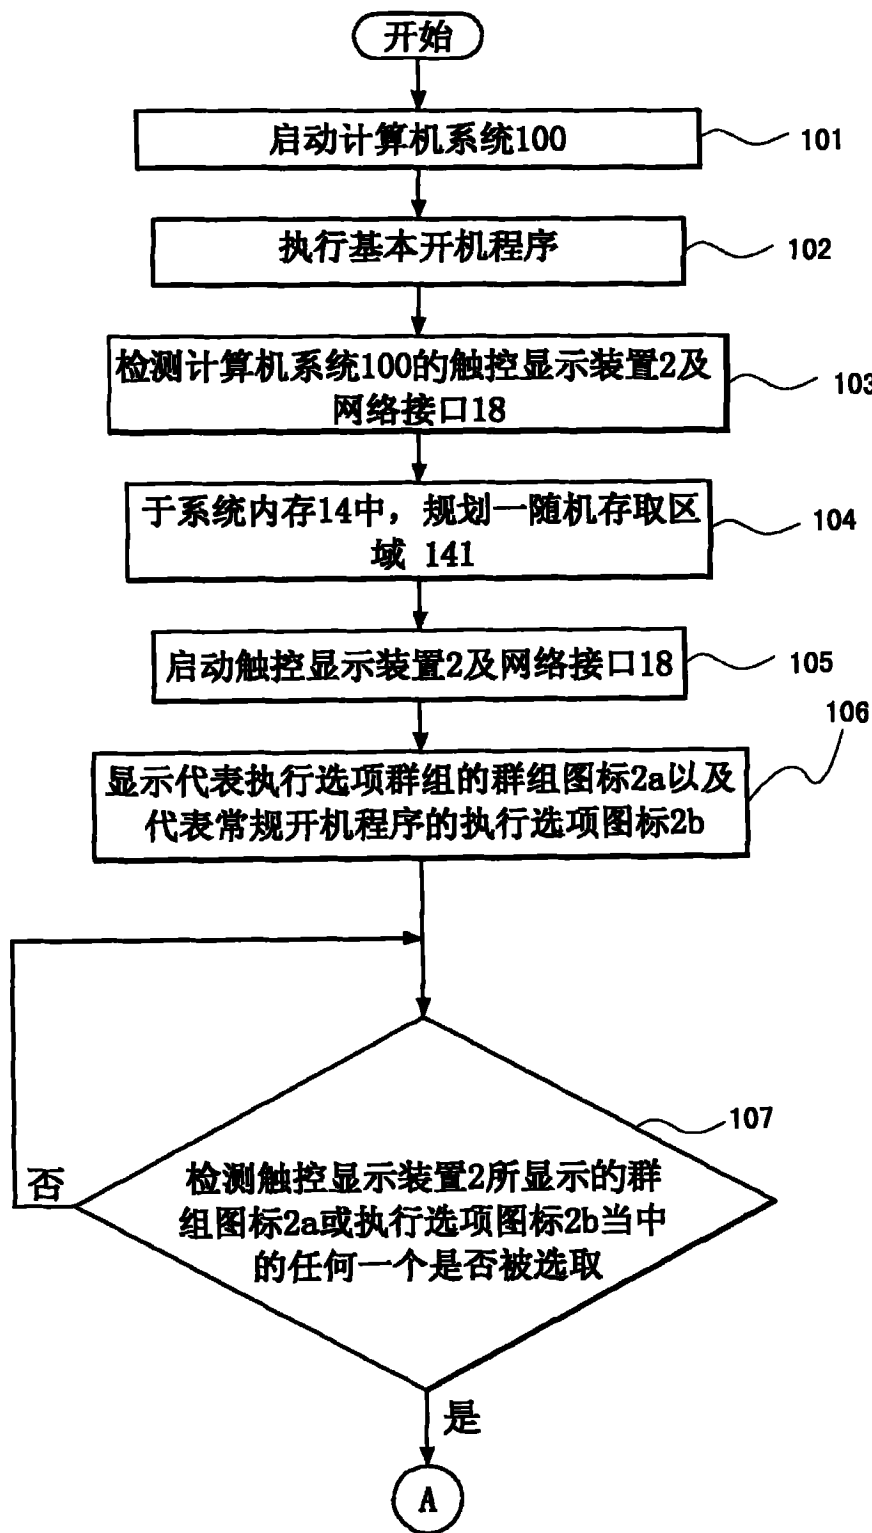 开始
启动计算机系统100
101
执行基本开机程序
102
检测计算机系统100的触控显示装置2及
网络接口18
103
于系统内存14中，规划一随机存取区
域 141
104
启动触控显示装置2及网络接口18
105
106
显示代表执行选项群组的群组图标2a以及
代表常规开机程序的执行选项图标2b
107
否
检测触控显示装置2所显示的群
组图标2a或执行选项图标2b当中
的任何一个是否被选取
是
A